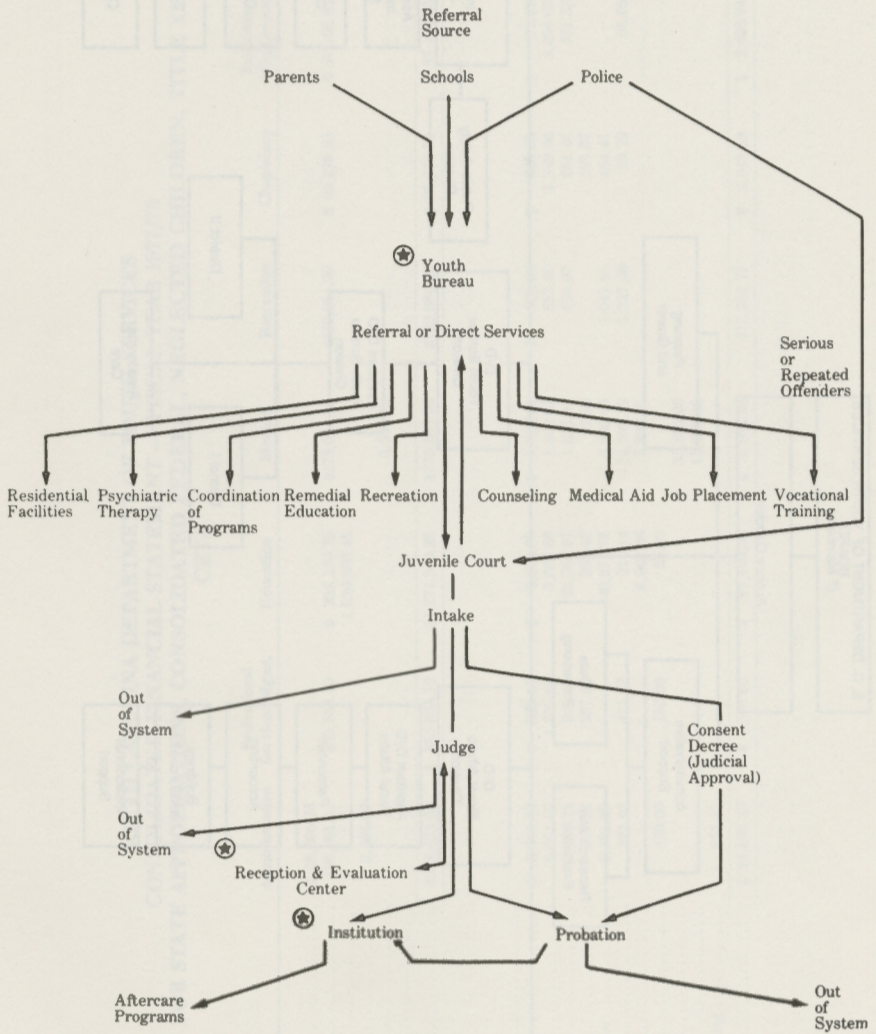 Referral
Source
Parents
Schools
Police
Youth
Bureau
Referral or Direct Services
Serious
or
Repeated
Offenders
Residential
Facilities
Psychiatric
Therapy
Coordination
of
Programs
Remedial
Education
Recreation
Counseling
Medical Aid
Job Placement
Vocational
Training
Juvenile Court
Intake
Out
of
System
Judge
Consent
Decree
(Judicial
Approval)
Out
of
System
Reception & Evaluation
Center
Institution
Probation
Aftercare
Programs
Out
of
System